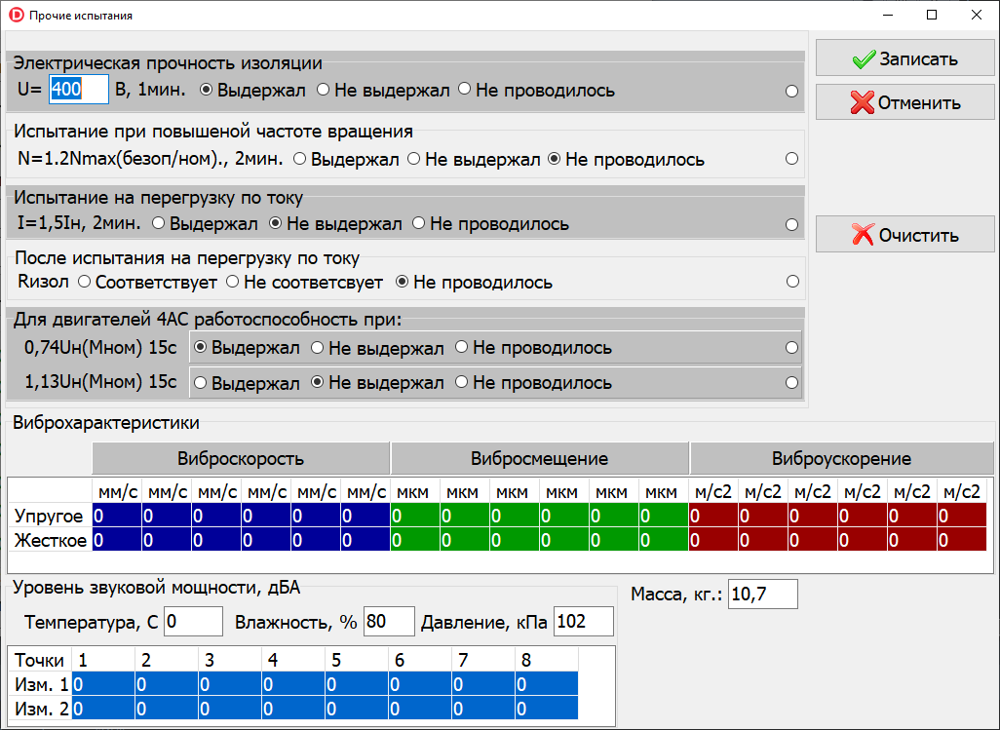 Прочие испытания
Записать
Отменить
Очистить
Электрическая прочность изоляции
U= 400 В, 1мин. Выдержал Не выдержал Не проводилось
Испытание при повышеной частоте вращения
N=1.2Nmax(безоп/ном)., 2мин. Выдержал Не выдержал Не проводилось
Испытание на перегрузку по току
I=1,5Iн, 2мин. Выдержал Не выдержал Не проводилось
После испытания на перегрузку по току
Rизол Соответствует Не соответсвует Не проводилось
Для двигателей 4АС работоспособность при:
0,74Uн(Мном) 15с Выдержал Не выдержал Не проводилось
1,13Uн(Мном) 15с Выдержал Не выдержал Не проводилось
Виброхарактеристики
Виброскорость Вибросмещение Виброускорение
мм/с мм/с мм/с мм/с мм/с мм/с мкм мкм мкм мкм мкм мкм м/с2 м/с2 м/с2 м/с2 м/с2 м/с2
Упругое 0 0 0 0 0 0 0 0 0 0 0 0 0 0 0 0 0 0
Жесткое 0 0 0 0 0 0 0 0 0 0 0 0 0 0 0 0 0 0
Уровень звуковой мощности, дБА
Температура, С 0 Влажность, % 80 Давление, кПа 102
Масса, кг.: 10,7
Точки 1 2 3 4 5 6 7 8
Изм. 1 0 0 0 0 0 0 0 0
Изм. 2 0 0 0 0 0 0 0 0